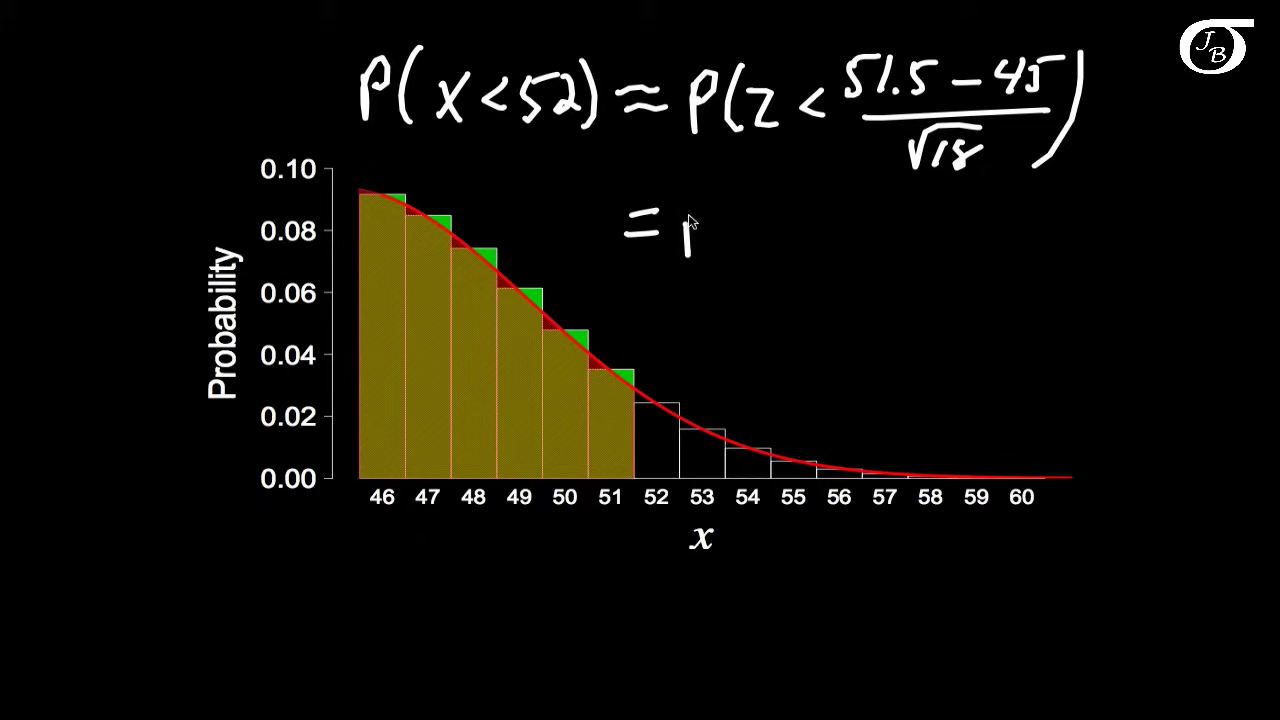 JB
P(X<52) ≈ P(Z < (51.5 - 45)/√18)
=
0.10
0.08
0.06
0.04
0.02
0.00
Probability
46 47 48 49 50 51 52 53 54 55 56 57 58 59 60
x